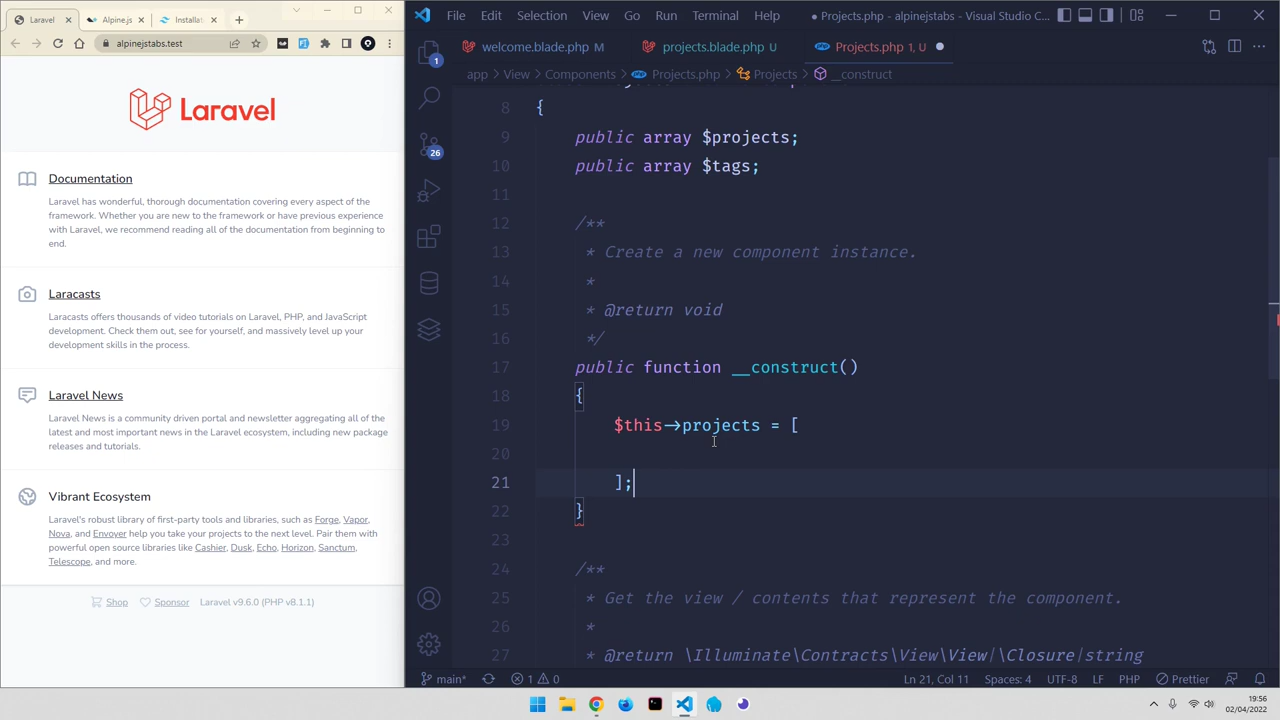 Laravel
Alpine.js
Installat
File Edit Selection View Go Run Terminal Help
● Projects.php - alpinejstabs - Visual Studio C...
alpinejstabs.test
welcome.blade.php M
projects.blade.php U
Projects.php 1, U
app > View > Components > Projects.php > Projects > __construct
Laravel
Documentation
Laravel has wonderful, thorough documentation covering every aspect of the
framework. Whether you are new to the framework or have previous experience
with Laravel, we recommend reading all of the documentation from beginning to
end.
Laracasts
Laracasts offers thousands of video tutorials on Laravel, PHP, and JavaScript
development. Check them out, see for yourself, and massively level up your
development skills in the process.
Laravel News
Laravel News is a community driven portal and newsletter aggregating all of the
latest and most important news in the Laravel ecosystem, including new package
releases and tutorials.
Vibrant Ecosystem
Laravel's robust library of first-party tools and libraries, such as Forge, Vapor,
Nova, and Envoyer help you take your projects to the next level. Pair them with
powerful open source libraries like Cashier, Dusk, Echo, Horizon, Sanctum,
Telescope, and more.
Shop Sponsor Laravel v9.6.0 (PHP v8.1.1)
1
26
8 {
9 public array $projects;
10 public array $tags;
11
12 /**
13 * Create a new component instance.
14 *
15 * @return void
16 */
17 public function __construct()
18 {
19 $this->projects = [
20
21 ];
22 }
23
24 /**
25 * Get the view / contents that represent the component.
26 *
27 * @return \Illuminate\Contracts\View\View|\Closure|string
main* 1 0 Ln 21, Col 11 Spaces: 4 UTF-8 LF PHP Prettier
19:56
02/04/2022